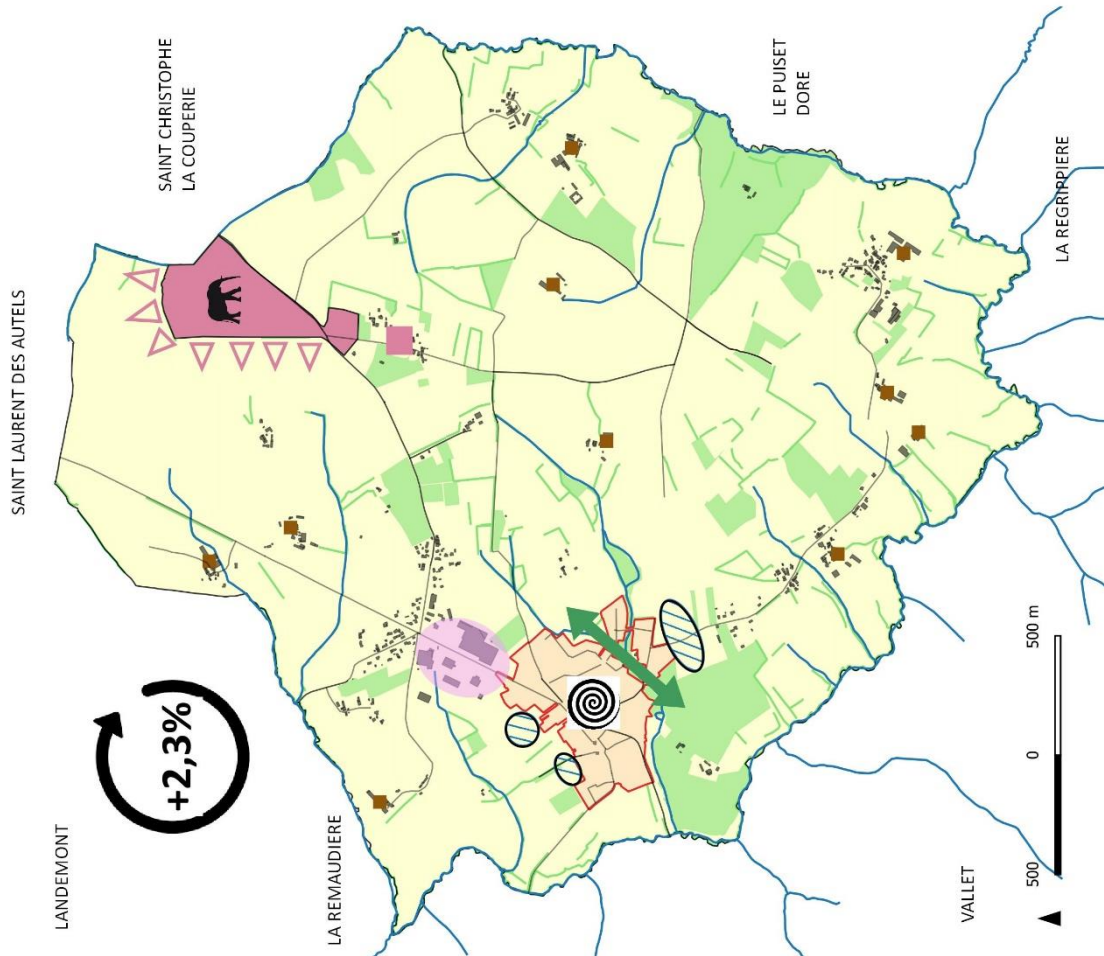 SAINT LAURENT DES AUTELS
SAINT CHRISTOPHE
LA COUPERIE
LANDEMONT
+2,3%
LA REMAUDIERE
LE PUISET
DORE
LA REGRIPPIERE
VALLET
500
0
500 m